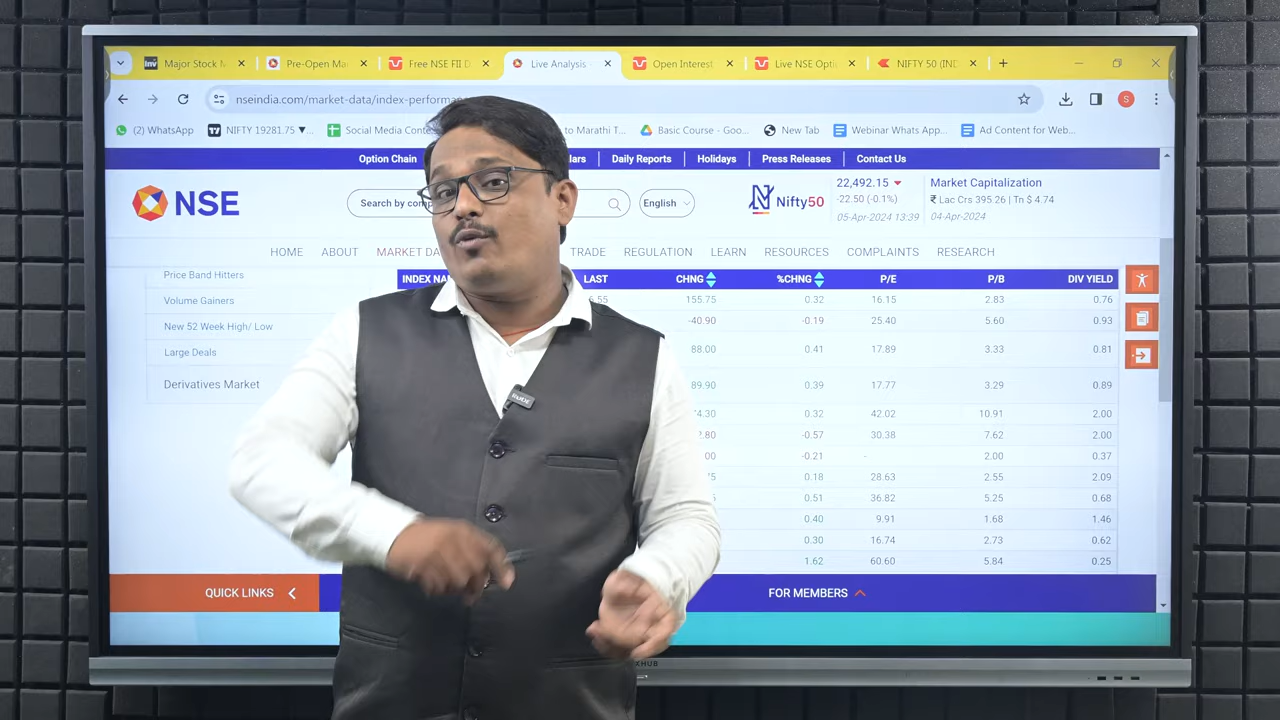 Major Stock M
Pre-Open Mar
Free NSE FII D
Live Analysis
Open Interest
Live NSE Optic
NIFTY 50 (IND
nseindia.com/market-data/index-performa
S
(2) WhatsApp
NIFTY 19281.75 ▼...
Social Media Conte
to Marathi T...
Basic Course - Goo...
New Tab
Webinar Whats App...
Ad Content for Web...
Option Chain
Daily Reports
Holidays
Press Releases
Contact Us
NSE
Search by comp
English
Nifty50
22,492.15
-22.50 (-0.1%)
05-Apr-2024 13:39
Market Capitalization
₹ Lac Crs 395.26 | Tn $ 4.74
04-Apr-2024
HOME
ABOUT
MARKET DA
TRADE
REGULATION
LEARN
RESOURCES
COMPLAINTS
RESEARCH
Price Band Hitters
Volume Gainers
New 52 Week High/ Low
Large Deals
Derivatives Market
INDEX NA LAST CHNG %CHNG P/E P/B DIV YIELD
155.75 0.32 16.15 2.83 0.76
-40.90 -0.19 25.40 5.60 0.93
88.00 0.41 17.89 3.33 0.81
89.90 0.39 17.77 3.29 0.89
4.30 0.32 42.02 10.91 2.00
2.80 -0.57 30.38 7.62 2.00
00 -0.21 - 2.00 0.37
0.18 28.63 2.55 2.09
0.51 36.82 5.25 0.68
0.40 9.91 1.68 1.46
0.30 16.74 2.73 0.62
1.62 60.60 5.84 0.25
QUICK LINKS
FOR MEMBERS